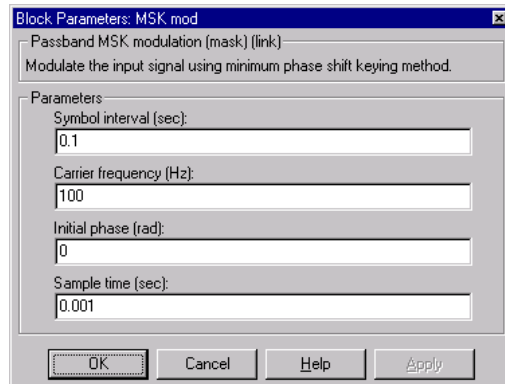 Block Parameters: MSK mod
Passband MSK modulation (mask) (link)
Modulate the input signal using minimum phase shift keying method.
Parameters
Symbol interval (sec):
0.1
Carrier frequency (Hz):
100
Initial phase (rad):
0
Sample time (sec):
0.001
OK Cancel Help Apply